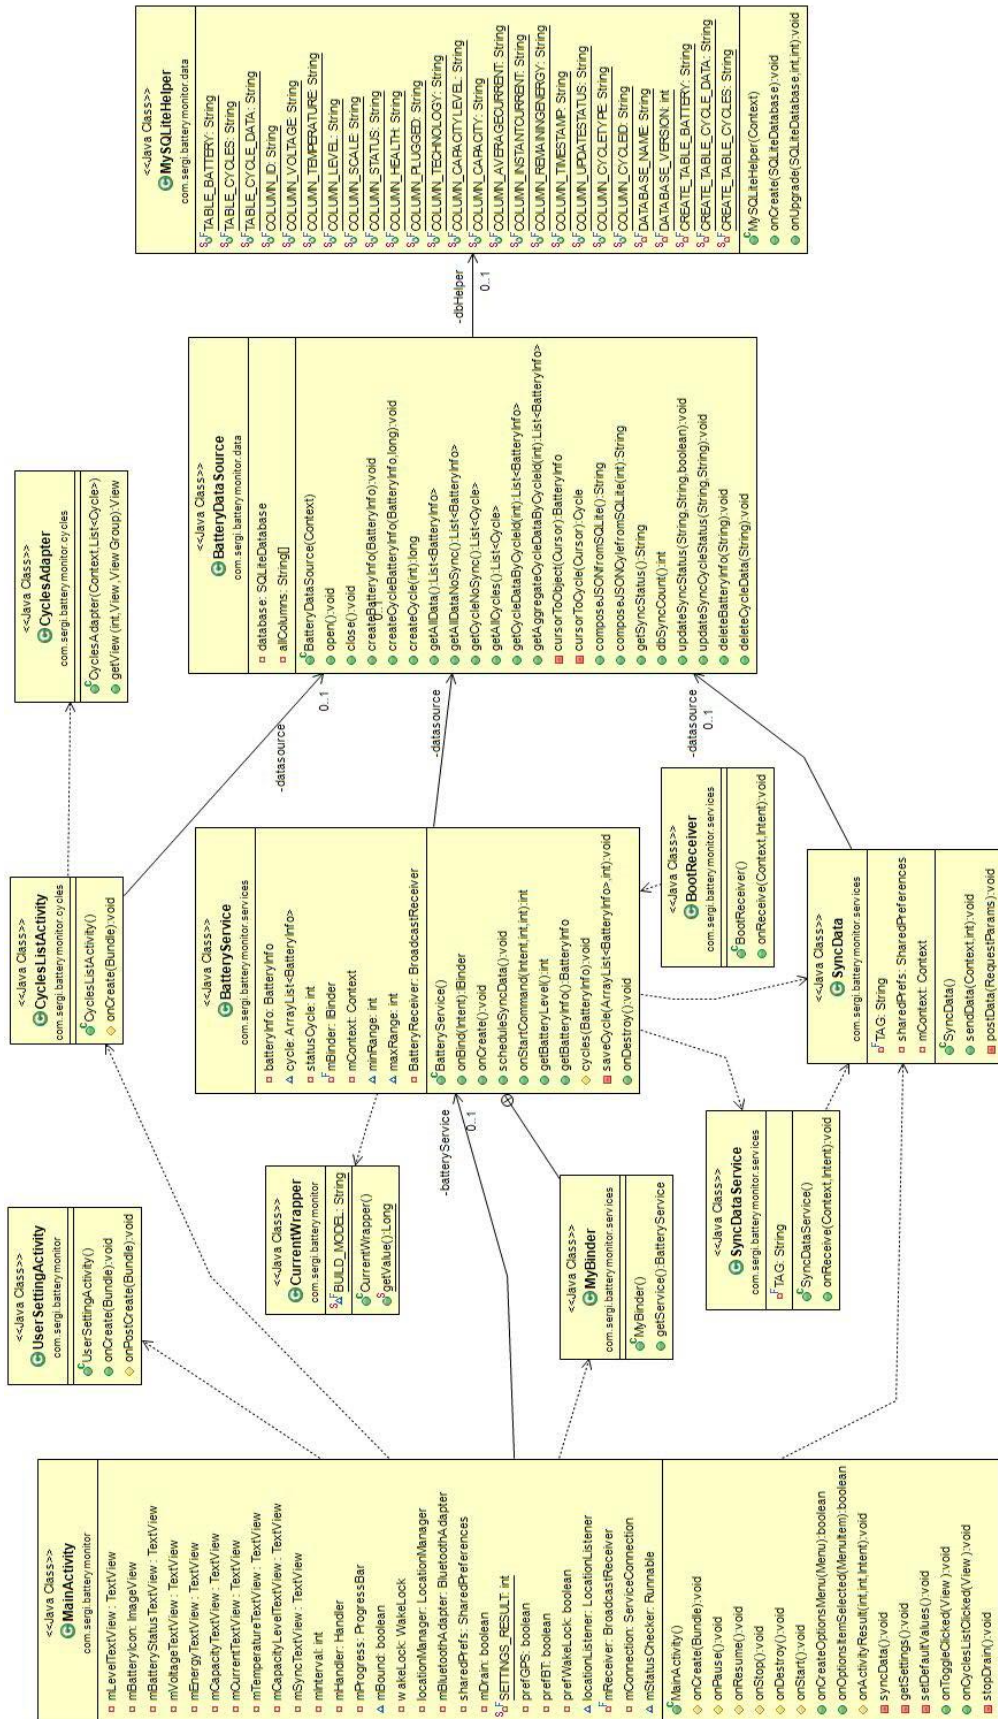 <<Java Class>>
MainActivity
com.sergi.batterymonitor
mLevelTextView : TextView
mBatteryIcon: ImageView
mBatteryStatusTextView : TextView
mVoltageTextView : TextView
mEnergyTextView : TextView
mCapacityTextView : TextView
mCurrentTextView : TextView
mTemperatureTextView : TextView
mCapacityLevelTextView : TextView
mSyncTextView : TextView
mInterval: int
mHandler: Handler
mProgress: ProgressBar
mBound: boolean
wakeLock: WakeLock
locationManager: LocationManager
mBluetoothAdapter: BluetoothAdapter
sharedPrefs: SharedPreferences
mDrain: boolean
SETTINGS_RESULT: int
prefGPS: boolean
prefBT: boolean
prefWakeLock: boolean
locationListener: LocationListener
mReceiver: BroadcastReceiver
mConnection: ServiceConnection
mStatusChecker: Runnable
MainActivity()
onCreate(Bundle):void
onPause():void
onResume():void
onStop():void
onDestroy():void
onStart():void
onCreateOptionsMenu(Menu):boolean
onOptionsItemSelected(MenuItem):boolean
onActivityResult(int,int,Intent):void
syncData():void
getSettings():void
setDefaultValues():void
onToggleClicked(View ):void
onCyclesListClicked(View ):void
stopDrain():void
<<Java Class>>
UserSettingActivity
com.sergi.batterymonitor
UserSettingActivity()
onCreate(Bundle):void
onPostCreate(Bundle):void
<<Java Class>>
CurrentWrapper
com.sergi.batterymonitor
BUILD_MODEL: String
CurrentWrapper()
getValue():Long
<<Java Class>>
MyBinder
com.sergi.batterymonitor.services
MyBinder()
getService():BatteryService
<<Java Class>>
SyncDataService
com.sergi.batterymonitor.services
TAG: String
SyncDataService()
onReceive(Context,Intent):void
<<Java Class>>
CyclesListActivity
com.sergi.batterymonitor.cycles
CyclesListActivity()
onCreate(Bundle):void
<<Java Class>>
BatteryService
com.sergi.batterymonitor.services
batteryInfo: BatteryInfo
cycle: ArrayList<BatteryInfo>
statusCycle: int
mBinder: IBinder
mContext: Context
minRange: int
maxRange: int
BatteryReceiver: BroadcastReceiver
BatteryService()
onBind(Intent):IBinder
onCreate():void
scheduleSyncData():void
onStartCommand(Intent,int,int):int
getBatteryLevel():int
getBatteryInfo():BatteryInfo
cycles(BatteryInfo):void
saveCycle(ArrayList<BatteryInfo>,int):void
onDestroy():void
-batteryService
0..1
<<Java Class>>
BootReceiver
com.sergi.batterymonitor.services
BootReceiver()
onReceive(Context,Intent):void
<<Java Class>>
SyncData
com.sergi.batterymonitor.services
TAG: String
sharedPrefs: SharedPreferences
mContext: Context
SyncData()
sendData(Context,int):void
postData(RequestParams):void
<<Java Class>>
CyclesAdapter
com.sergi.batterymonitor.cycles
CyclesAdapter(Context,List<Cycle>)
getView (int,View ,View Group):View
-datasource
0..1
-datasource
0..1
-datasource
0..1
<<Java Class>>
BatteryDataSource
com.sergi.batterymonitor.data
database: SQLiteDatabase
allColumns: String[]
BatteryDataSource(Context)
open():void
close():void
createBatteryInfo(BatteryInfo):void
createCycleBatteryInfo(BatteryInfo,long):void
createCycle(int):long
getAllData():List<BatteryInfo>
getAllDataNoSync():List<BatteryInfo>
getCycleNoSync():List<Cycle>
getAllCycles():List<Cycle>
getCycleDataByCycleId(int):List<BatteryInfo>
getAggregateCycleDataByCycleId(int):List<BatteryInfo>
cursorToObject(Cursor):BatteryInfo
cursorToCycle(Cursor):Cycle
composeJSONfromSQLite():String
composeJSONCylefromSQLite(int):String
getSyncStatus():String
dbSyncCount():int
updateSyncStatus(String,String,boolean):void
updateSyncCycleStatus(String,String):void
deleteBatteryInfo(String):void
deleteCycleData(String):void
-dbHelper
0..1
<<Java Class>>
MySQLiteHelper
com.sergi.batterymonitor.data
TABLE_BATTERY: String
TABLE_CYCLES: String
TABLE_CYCLE_DATA: String
COLUMN_ID: String
COLUMN_VOLTAGE: String
COLUMN_TEMPERATURE: String
COLUMN_LEVEL: String
COLUMN_SCALE: String
COLUMN_STATUS: String
COLUMN_HEALTH: String
COLUMN_PLUGGED: String
COLUMN_TECHNOLOGY: String
COLUMN_CAPACITYLEVEL: String
COLUMN_CAPACITY: String
COLUMN_AVERAGECURRENT: String
COLUMN_INSTANTCURRENT: String
COLUMN_REMAININGENERGY: String
COLUMN_TIMESTAMP: String
COLUMN_UPDATESTATUS: String
COLUMN_CYCLETYPE: String
COLUMN_CYCLEID: String
DATABASE_NAME: String
DATABASE_VERSION: int
CREATE_TABLE_BATTERY: String
CREATE_TABLE_CYCLE_DATA: String
CREATE_TABLE_CYCLES: String
MySQLiteHelper(Context)
onCreate(SQLiteDatabase):void
onUpgrade(SQLiteDatabase,int,int):void